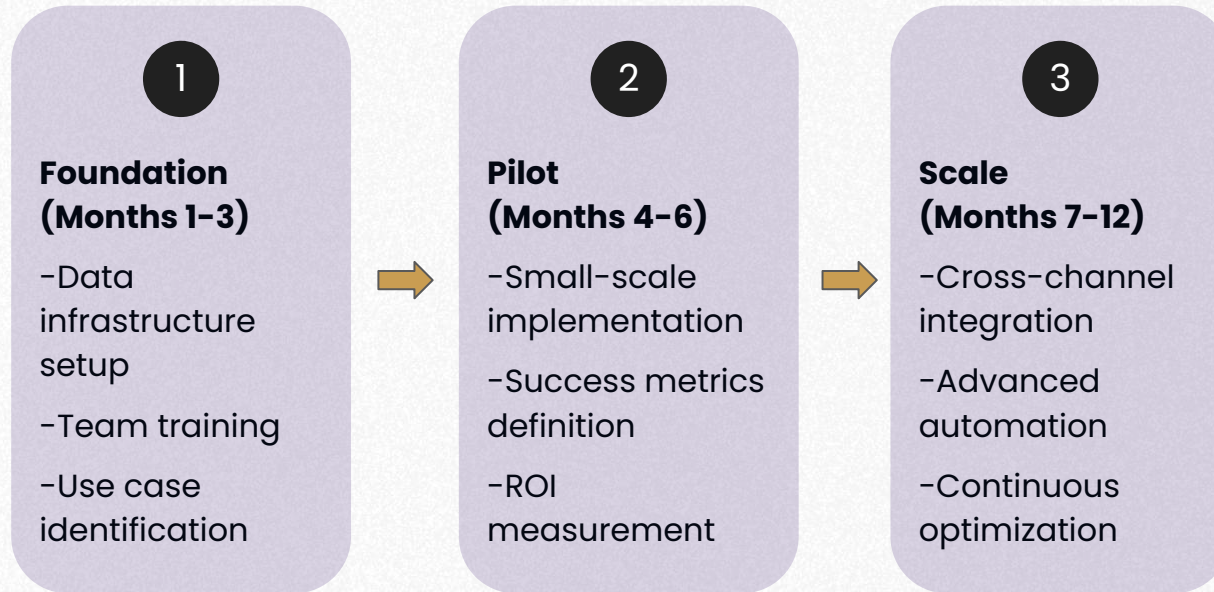 1
Foundation
(Months 1-3)
-Data
infrastructure
setup
-Team training
-Use case
identification
2
Pilot
(Months 4-6)
-Small-scale
implementation
-Success metrics
definition
-ROI
measurement
3
Scale
(Months 7-12)
-Cross-channel
integration
-Advanced
automation
-Continuous
optimization